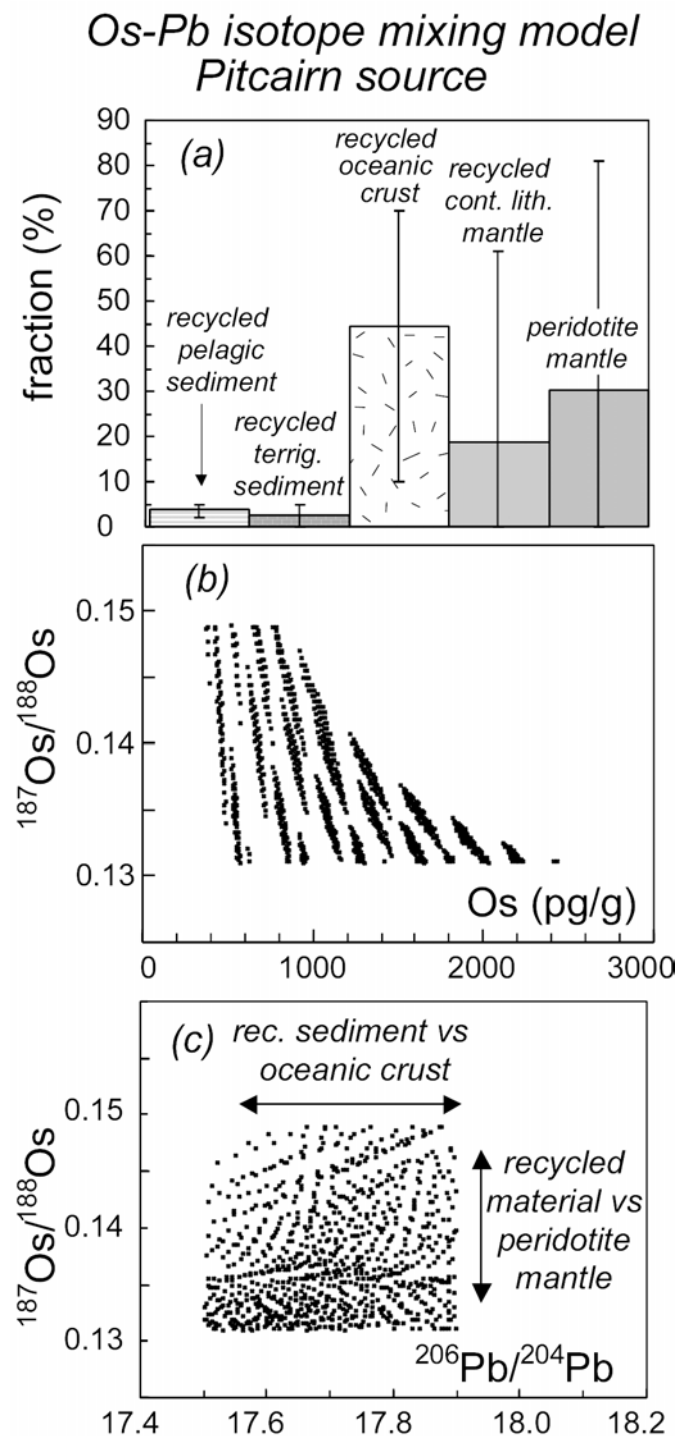 Os-Pb isotope mixing model
Pitcairn source
(a)
fraction (%)
90
80
70
60
50
40
30
20
10
0
recycled
pelagic
sediment
recycled
terrig.
sediment
recycled
oceanic
crust
recycled
cont. lith.
mantle
peridotite
mantle
(b)
187Os/188Os
0.15
0.14
0.13
Os (pg/g)
0
1000
2000
3000
(c)
187Os/188Os
0.15
0.14
0.13
rec. sediment vs
oceanic crust
recycled
material vs
peridotite
mantle
206Pb/204Pb
17.4
17.6
17.8
18.0
18.2